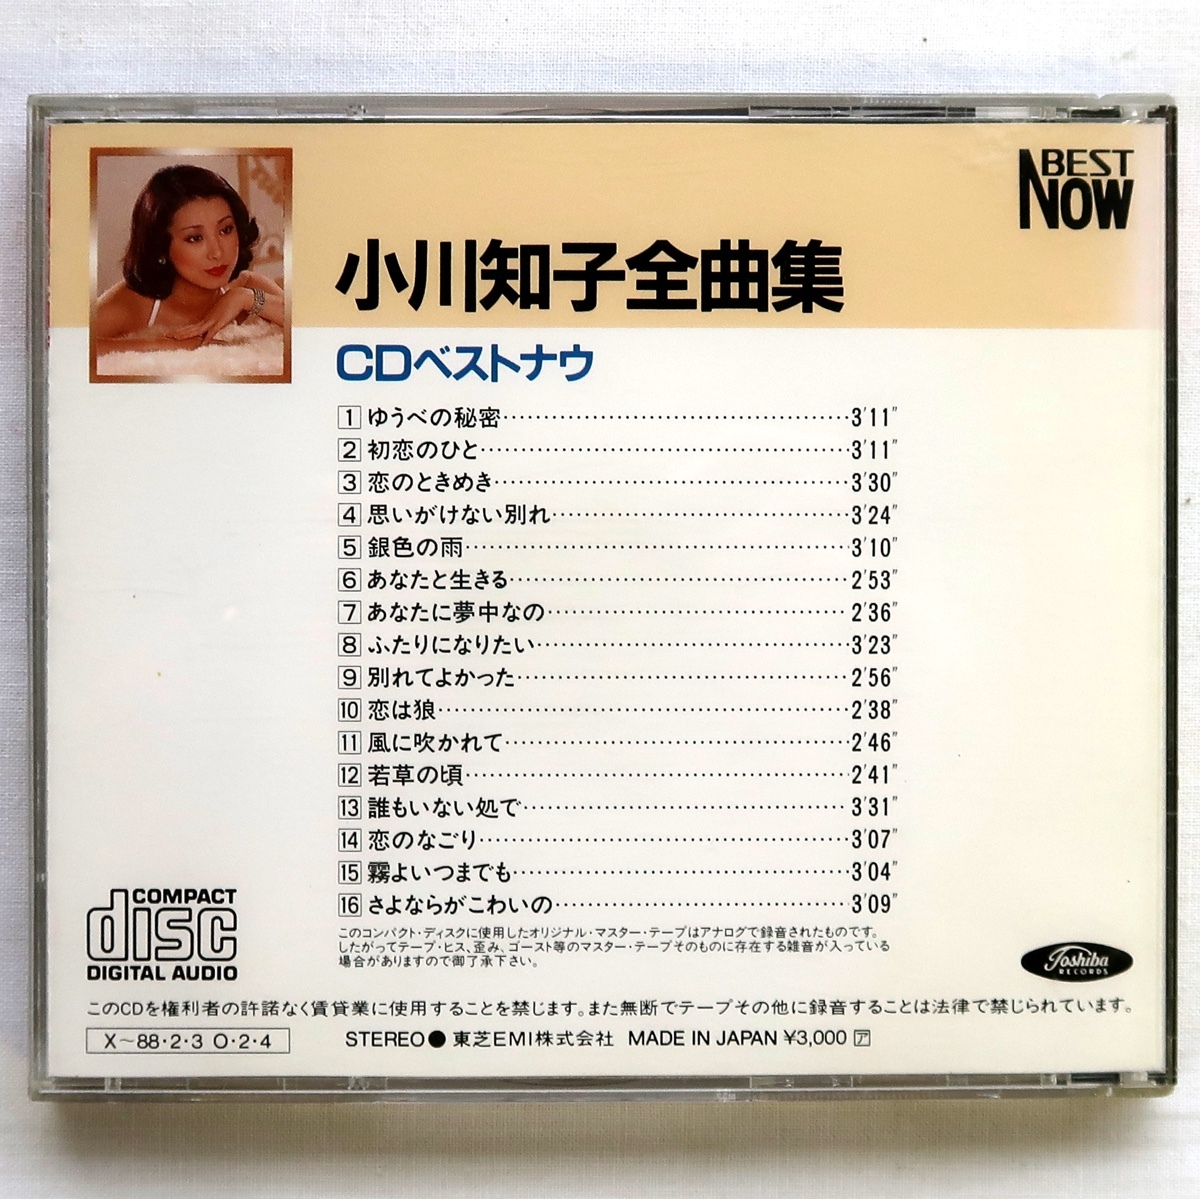 BEST
NOW
小川知子全曲集
CDベストナウ
1 ゆうべの秘密 3'11"
2 初恋のひと 3'11"
3 恋のときめき 3'30"
4 思いがけない別れ 3'24"
5 銀色の雨 3'10"
6 あなたと生きる 2'53"
7 あなたに夢中なの 2'36"
8 ふたりになりたい 3'23"
9 別れてよかった 2'56"
10 恋は狼 2'38"
11 風に吹かれて 2'46"
12 若草の頃 2'41"
13 誰もいない処で 3'31"
14 恋のなごり 3'07"
15 霧よいつまでも 3'04"
16 さよならがこわいの 3'09"
このコンパクト・ディスクに使用したオリジナル・マスター・テープはアナログで録音されたものです。
したがってテープ・ヒス、歪み、ゴースト等のマスター・テープそのものに存在する雑音が入っている
場合がありますので御了承下さい。
COMPACT
disc
DIGITAL AUDIO
Toshiba
RECORDS
このCDを権利者の許諾なく賃貸業に使用することを禁じます。また無断でテープその他に録音することは法律で禁じられています。
X〜88・2・3 O・2・4
STEREO● 東芝EMI株式会社 MADE IN JAPAN ¥3,000 ア